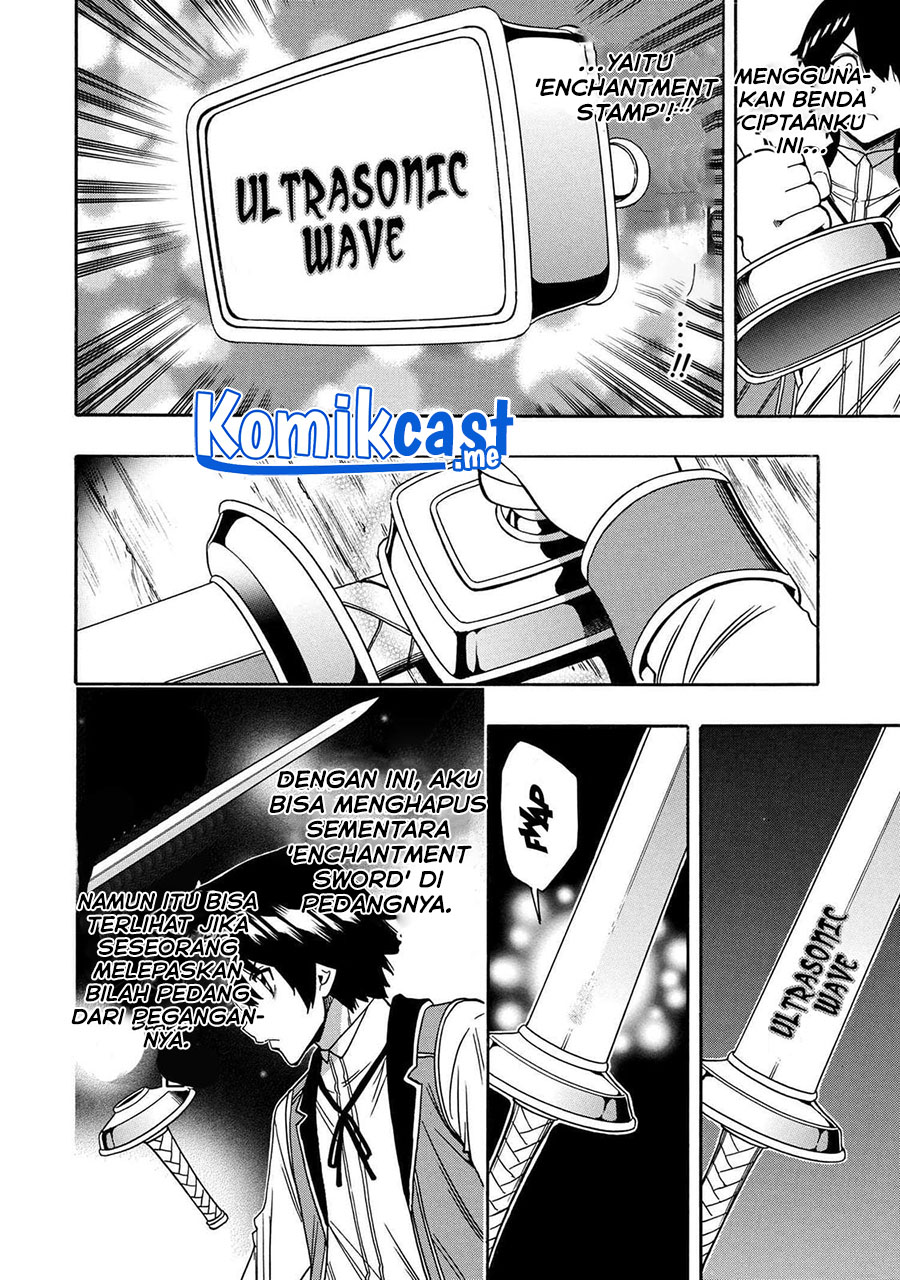 MENGGUNA-
KAN BENDA
CIPTAANKU
INI...
...YAITU
'ENCHANTMENT
STAMP'!!!
ULTRASONIC
WAVE
......!!
Komikcast
.me
ULTRASONIC
WAVE
FWAP
DENGAN INI, AKU
BISA MENGHAPUS
SEMENTARA
'ENCHANTMENT
SWORD' DI
PEDANGNYA.
NAMUN ITU BISA
TERLIHAT JIKA
SESEORANG
MELEPASKAN
BILAH PEDANG
DARI PEGANGAN-
NYA.